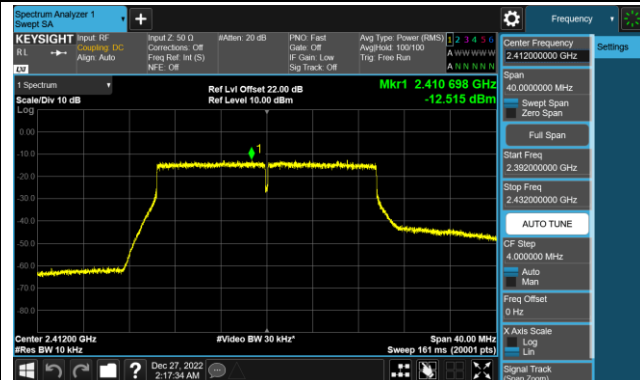 Spectrum Analyzer 1
Swept SA
Frequency
KEYSIGHT
Input: RF
Input Z: 50 Ω
#Atten: 20 dB
PNO: Fast
Avg Type: Power (RMS)
1 2 3 4 5 6
RL
Coupling: DC
Corrections: Off
Gate: Off
Avg|Hold: 100/100
A W W W W W
Align: Auto
Freq Ref: Int (S)
IF Gain: Low
Trig: Free Run
NFE: Off
Sig Track: Off
A N N N N N
LXI
1 Spectrum
Ref Lvl Offset 22.00 dB
Mkr1 2.410 698 GHz
Scale/Div 10 dB
Ref Level 10.00 dBm
-12.515 dBm
Log
0.00
-10.0
-20.0
-30.0
-40.0
-50.0
-60.0
-70.0
-80.0
1
Center 2.41200 GHz
#Video BW 30 kHz*
Span 40.00 MHz
#Res BW 10 kHz
Sweep 161 ms (20001 pts)
Dec 27, 2022
2:17:34 AM
Center Frequency
2.412000000 GHz
Settings
Span
40.0000000 MHz
Swept Span
Zero Span
Full Span
Start Freq
2.392000000 GHz
Stop Freq
2.432000000 GHz
AUTO TUNE
CF Step
4.000000 MHz
Auto
Man
Freq Offset
0 Hz
X Axis Scale
Log
Lin
Signal Track
(Span Zoom)